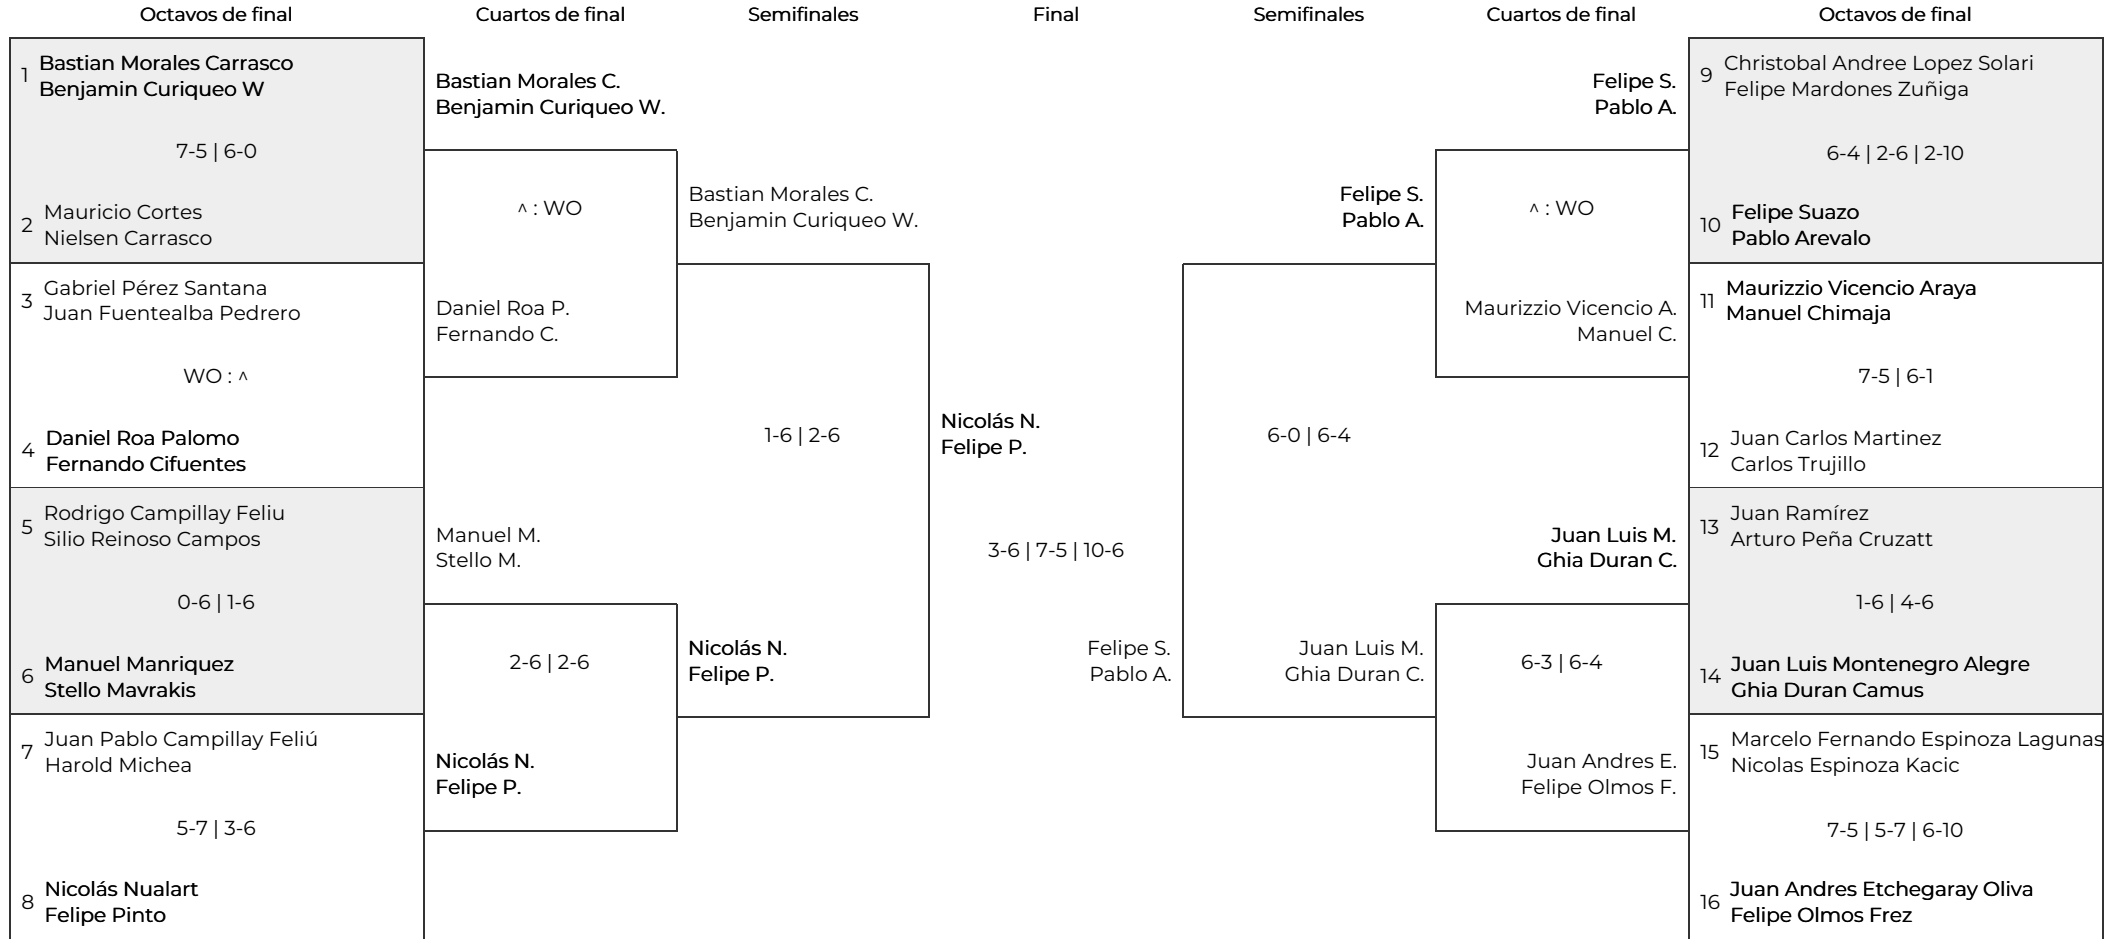 Octavos de final
Cuartos de final
Semifinales
Final
Semifinales
Cuartos de final
Octavos de final
1
Bastian Morales Carrasco
Benjamin Curiqueo W
7-5 | 6-0
2
Mauricio Cortes
Nielsen Carrasco
3
Gabriel Pérez Santana
Juan Fuentealba Pedrero
WO : ^
4
Daniel Roa Palomo
Fernando Cifuentes
5
Rodrigo Campillay Feliu
Silio Reinoso Campos
0-6 | 1-6
6
Manuel Manriquez
Stello Mavrakis
7
Juan Pablo Campillay Feliú
Harold Michea
5-7 | 3-6
8
Nicolás Nualart
Felipe Pinto
Bastian Morales C.
Benjamin Curiqueo W.
^ : WO
Daniel Roa P.
Fernando C.
Manuel M.
Stello M.
2-6 | 2-6
Nicolás N.
Felipe P.
Bastian Morales C.
Benjamin Curiqueo W.
1-6 | 2-6
Nicolás N.
Felipe P.
Nicolás N.
Felipe P.
3-6 | 7-5 | 10-6
Felipe S.
Pablo A.
Felipe S.
Pablo A.
6-0 | 6-4
Juan Luis M.
Ghia Duran C.
Felipe S.
Pablo A.
^ : WO
Maurizzio Vicencio A.
Manuel C.
Juan Luis M.
Ghia Duran C.
6-3 | 6-4
Juan Andres E.
Felipe Olmos F.
9
Christobal Andree Lopez Solari
Felipe Mardones Zuñiga
6-4 | 2-6 | 2-10
10
Felipe Suazo
Pablo Arevalo
11
Maurizzio Vicencio Araya
Manuel Chimaja
7-5 | 6-1
12
Juan Carlos Martinez
Carlos Trujillo
13
Juan Ramírez
Arturo Peña Cruzatt
1-6 | 4-6
14
Juan Luis Montenegro Alegre
Ghia Duran Camus
15
Marcelo Fernando Espinoza Lagunas
Nicolas Espinoza Kacic
7-5 | 5-7 | 6-10
16
Juan Andres Etchegaray Oliva
Felipe Olmos Frez